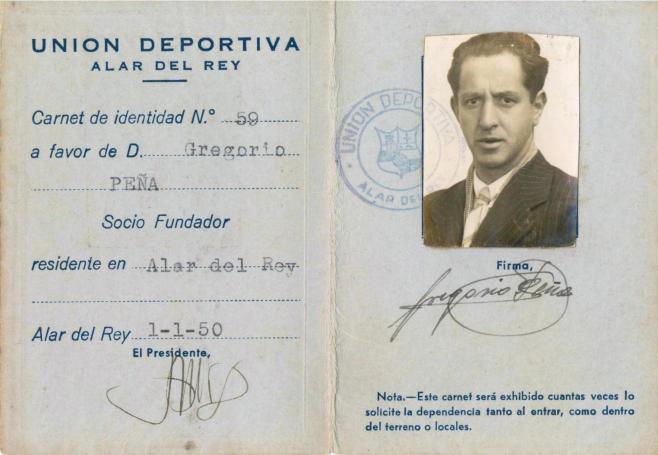 UNION DEPORTIVA
ALAR DEL REY
Carnet de identidad N.º 59
a favor de D. Gregorio
PEÑA
Socio Fundador
residente en Alar del Rey
Alar del Rey 1-1-50
El Presidente,
UNION DEPORTIVA
ALAR DEL
Firma,
Gregorio Peña
Nota.—Este carnet será exhibido cuantas veces lo
solicite la dependencia tanto al entrar, como dentro
del terreno o locales.